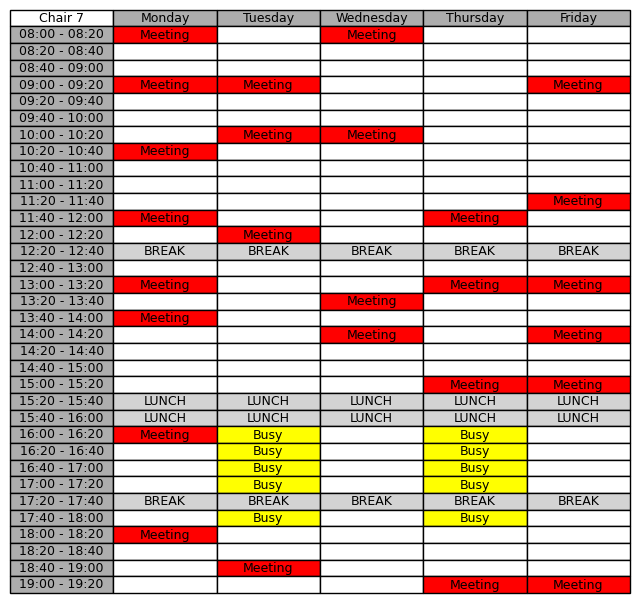 Chair 7 Monday Tuesday Wednesday Thursday Friday
08:00 - 08:20 Meeting Meeting
08:20 - 08:40
08:40 - 09:00
09:00 - 09:20 Meeting Meeting Meeting
09:20 - 09:40
09:40 - 10:00
10:00 - 10:20 Meeting Meeting
10:20 - 10:40 Meeting
10:40 - 11:00
11:00 - 11:20
11:20 - 11:40 Meeting
11:40 - 12:00 Meeting Meeting
12:00 - 12:20 Meeting
12:20 - 12:40 BREAK BREAK BREAK BREAK BREAK
12:40 - 13:00
13:00 - 13:20 Meeting Meeting Meeting
13:20 - 13:40 Meeting
13:40 - 14:00 Meeting
14:00 - 14:20 Meeting Meeting
14:20 - 14:40
14:40 - 15:00
15:00 - 15:20 Meeting Meeting
15:20 - 15:40 LUNCH LUNCH LUNCH LUNCH LUNCH
15:40 - 16:00 LUNCH LUNCH LUNCH LUNCH LUNCH
16:00 - 16:20 Meeting Busy Busy
16:20 - 16:40 Busy Busy
16:40 - 17:00 Busy Busy
17:00 - 17:20 Busy Busy
17:20 - 17:40 BREAK BREAK BREAK BREAK BREAK
17:40 - 18:00 Busy Busy
18:00 - 18:20 Meeting
18:20 - 18:40
18:40 - 19:00 Meeting
19:00 - 19:20 Meeting Meeting